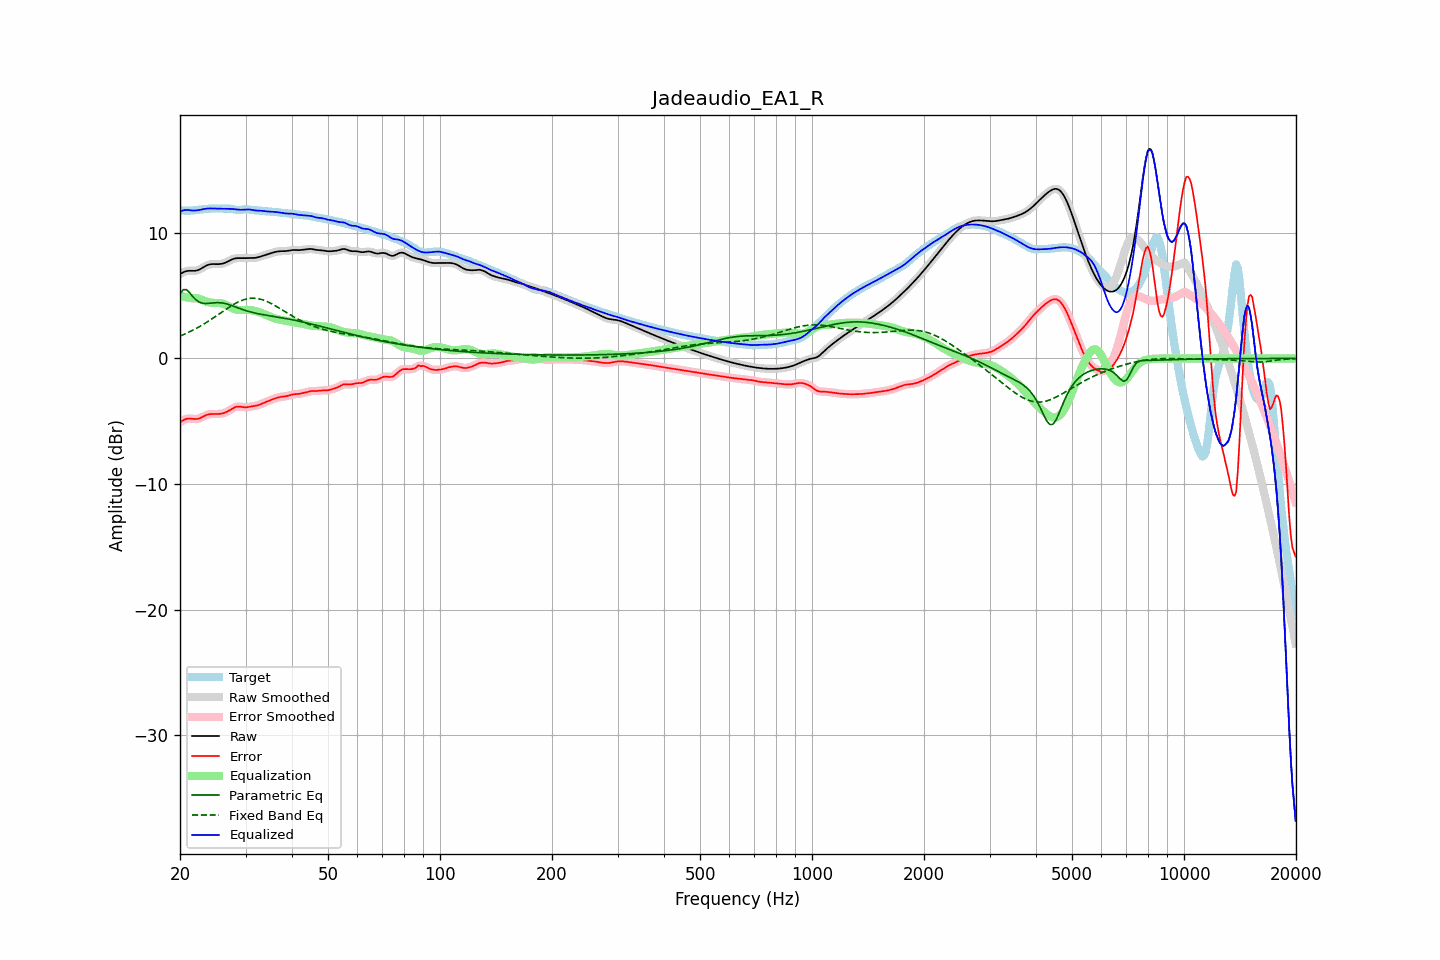 Jadeaudio_EA1_R
10
0
−10
−20
−30
Amplitude (dBr)
Target
Raw Smoothed
Error Smoothed
Raw
Error
Equalization
Parametric Eq
Fixed Band Eq
Equalized
20 50 100 200 500 1000 2000 5000 10000 20000
Frequency (Hz)